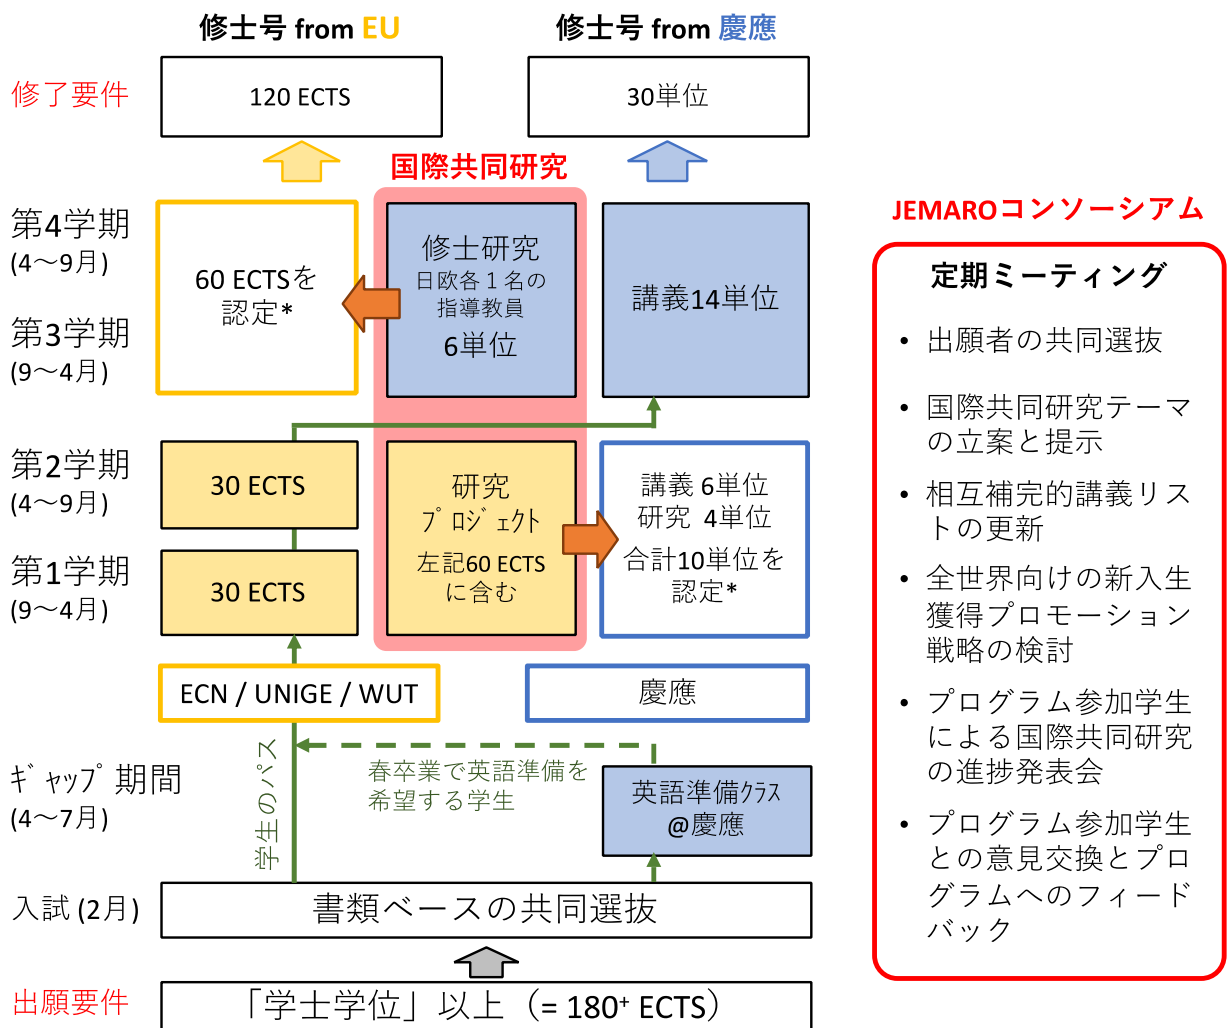 修士号 from EU
修士号 from 慶應
修了要件
120 ECTS
30単位
国際共同研究
第4学期
(4～9月)
第3学期
(9～4月)
60 ECTSを
認定*
修士研究
日欧各１名の
指導教員
6単位
講義14単位
第2学期
(4～9月)
30 ECTS
第1学期
(9～4月)
30 ECTS
研究
ﾌﾟﾛｼﾞｪｸﾄ
左記60 ECTS
に含む
講義 6単位
研究 4単位
合計10単位を
認定*
ECN / UNIGE / WUT
慶應
ｷﾞｬｯﾌﾟ期間
(4～7月)
学生のパス
春卒業で英語準備を
希望する学生
英語準備ｸﾗｽ
@慶應
入試 (2月)
書類ベースの共同選抜
出願要件
「学士学位」以上（= 180⁺ ECTS）
JEMAROコンソーシアム
定期ミーティング
• 出願者の共同選抜
• 国際共同研究テーマ
の立案と提示
• 相互補完的講義リス
トの更新
• 全世界向けの新入生
獲得プロモーション
戦略の検討
• プログラム参加学生
による国際共同研究
の進捗発表会
• プログラム参加学生
との意見交換とプロ
グラムへのフィード
バック